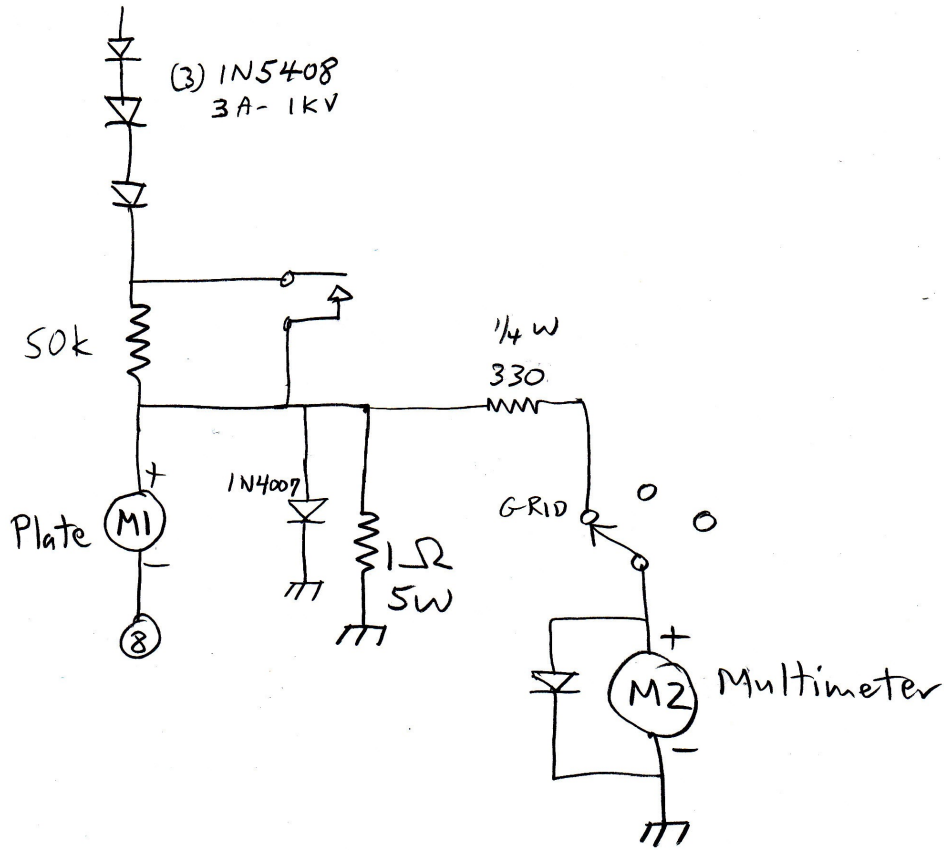 (3) 1N5408
3A- 1KV
50k
1/4 W
330
1N4007
GRID
+
Plate
M1
1Ω
5W
-
8
+
M2
Multimeter
-